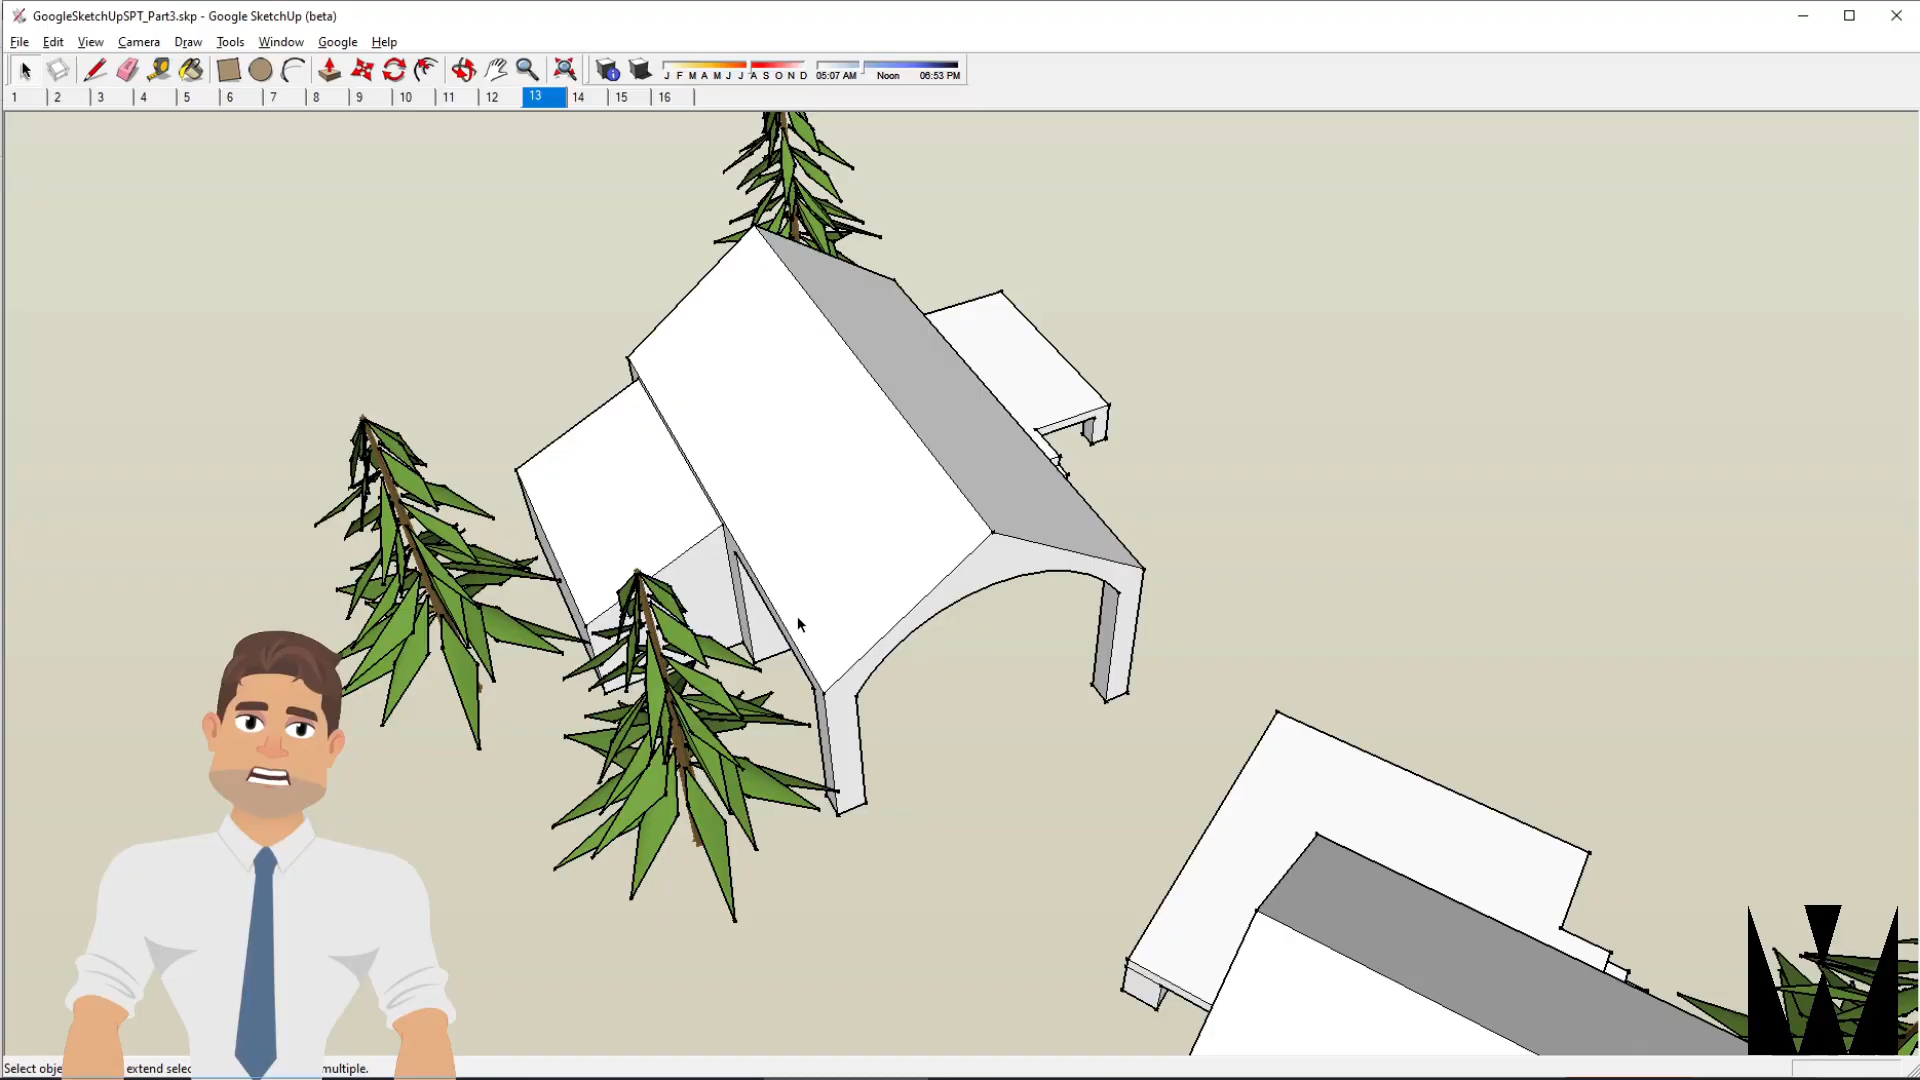 GoogleSketchUpSPT_Part3.skp - Google SketchUp (beta)
File Edit View Camera Draw Tools Window Google Help
J F M A M J J A S O N D 05:07 AM Noon 06:53 PM
1 2 3 4 5 6 7 8 9 10 11 12 13 14 15 16
Select obje extend selec multiple.